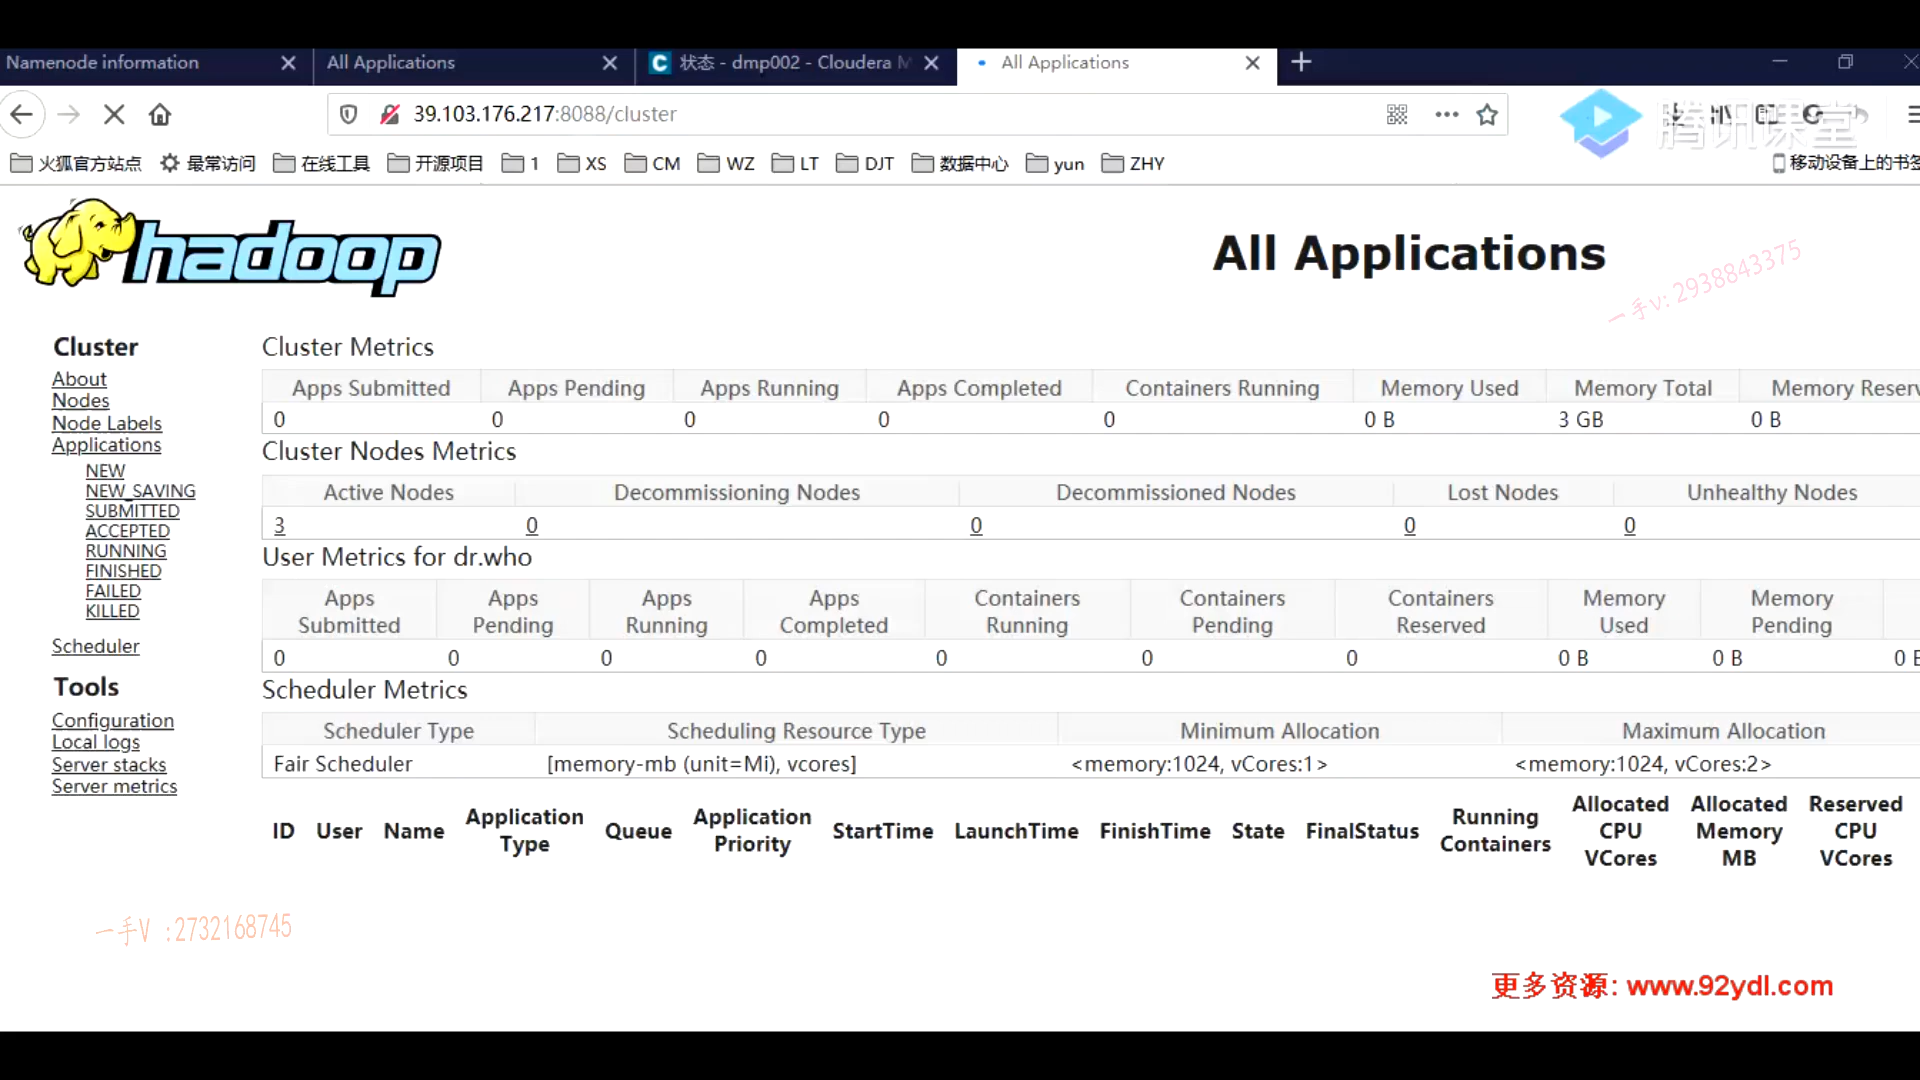 Namenode information
All Applications
状态 - dmp002 - Cloudera M
All Applications
39.103.176.217:8088/cluster
腾讯课堂
火狐官方站点 最常访问 在线工具 开源项目 1 XS CM WZ LT DJT 数据中心 yun ZHY
移动设备上的书签
hadoop
All Applications
一手v: 2938843375
Cluster
About
Nodes
Node Labels
Applications
NEW
NEW_SAVING
SUBMITTED
ACCEPTED
RUNNING
FINISHED
FAILED
KILLED
Scheduler
Tools
Configuration
Local logs
Server stacks
Server metrics
Cluster Metrics
Apps Submitted Apps Pending Apps Running Apps Completed Containers Running Memory Used Memory Total Memory Reserv
0 0 0 0 0 0 B 3 GB 0 B
Cluster Nodes Metrics
Active Nodes Decommissioning Nodes Decommissioned Nodes Lost Nodes Unhealthy Nodes
3 0 0 0 0
User Metrics for dr.who
Apps Submitted Apps Pending Apps Running Apps Completed Containers Running Containers Pending Containers Reserved Memory Used Memory Pending
0 0 0 0 0 0 0 0 B 0 B 0 B
Scheduler Metrics
Scheduler Type Scheduling Resource Type Minimum Allocation Maximum Allocation
Fair Scheduler [memory-mb (unit=Mi), vcores] <memory:1024, vCores:1> <memory:1024, vCores:2>
ID User Name Application Type Queue Application Priority StartTime LaunchTime FinishTime State FinalStatus Running Containers Allocated CPU VCores Allocated Memory MB Reserved CPU VCores
一手V :2732168745
更多资源: www.92ydl.com